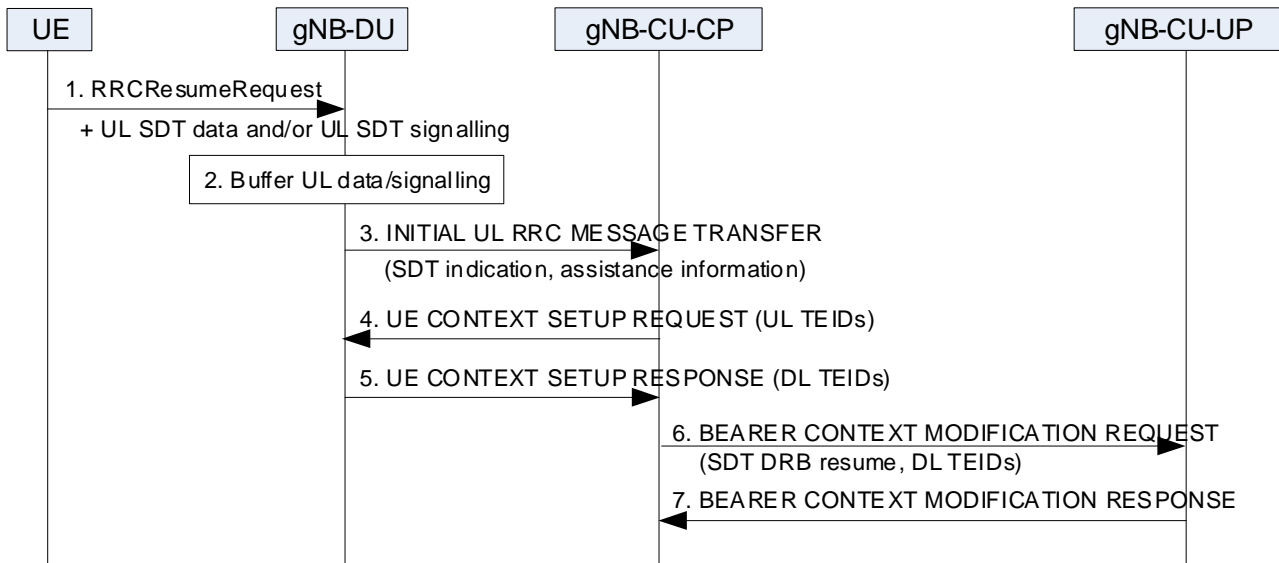 UE
gNB-DU
gNB-CU-CP
gNB-CU-UP
1. RRCResumeRequest
+ UL SDT data and/or UL SDT signalling
2. Buffer UL data/signalling
3. INITIAL UL RRC MESSAGE TRANSFER
(SDT indication, assistance information)
4. UE CONTEXT SETUP REQUEST (UL TEIDs)
5. UE CONTEXT SETUP RESPONSE (DL TEIDs)
6. BEARER CONTEXT MODIFICATION REQUEST
(SDT DRB resume, DL TEIDs)
7. BEARER CONTEXT MODIFICATION RESPONSE